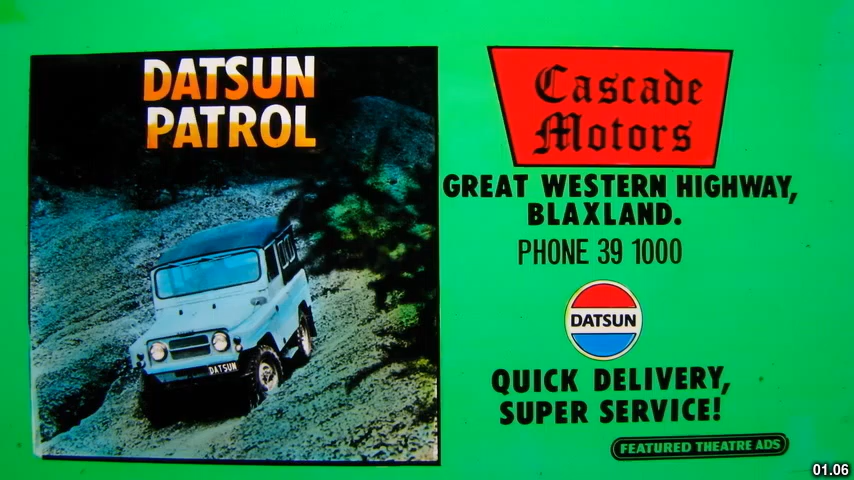 DATSUN
PATROL
DATSUN
Cascade
Motors
GREAT WESTERN HIGHWAY,
BLAXLAND.
PHONE 39 1000
DATSUN
QUICK DELIVERY,
SUPER SERVICE!
FEATURED THEATRE ADS
01.06